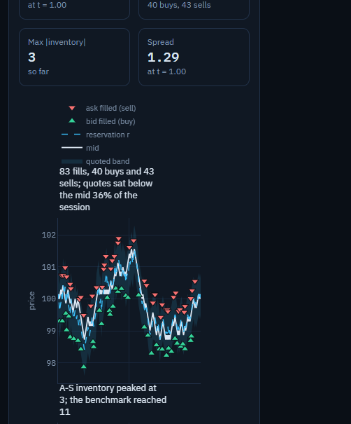 at t = 1.00
40 buys, 43 sells
Max |inventory|
3
so far
Spread
1.29
at t = 1.00
ask filled (sell)
bid filled (buy)
reservation r
mid
quoted band
83 fills, 40 buys and 43
sells; quotes sat below
the mid 36% of the
session
102
101
100
99
98
price
A-S inventory peaked at
3; the benchmark reached
11